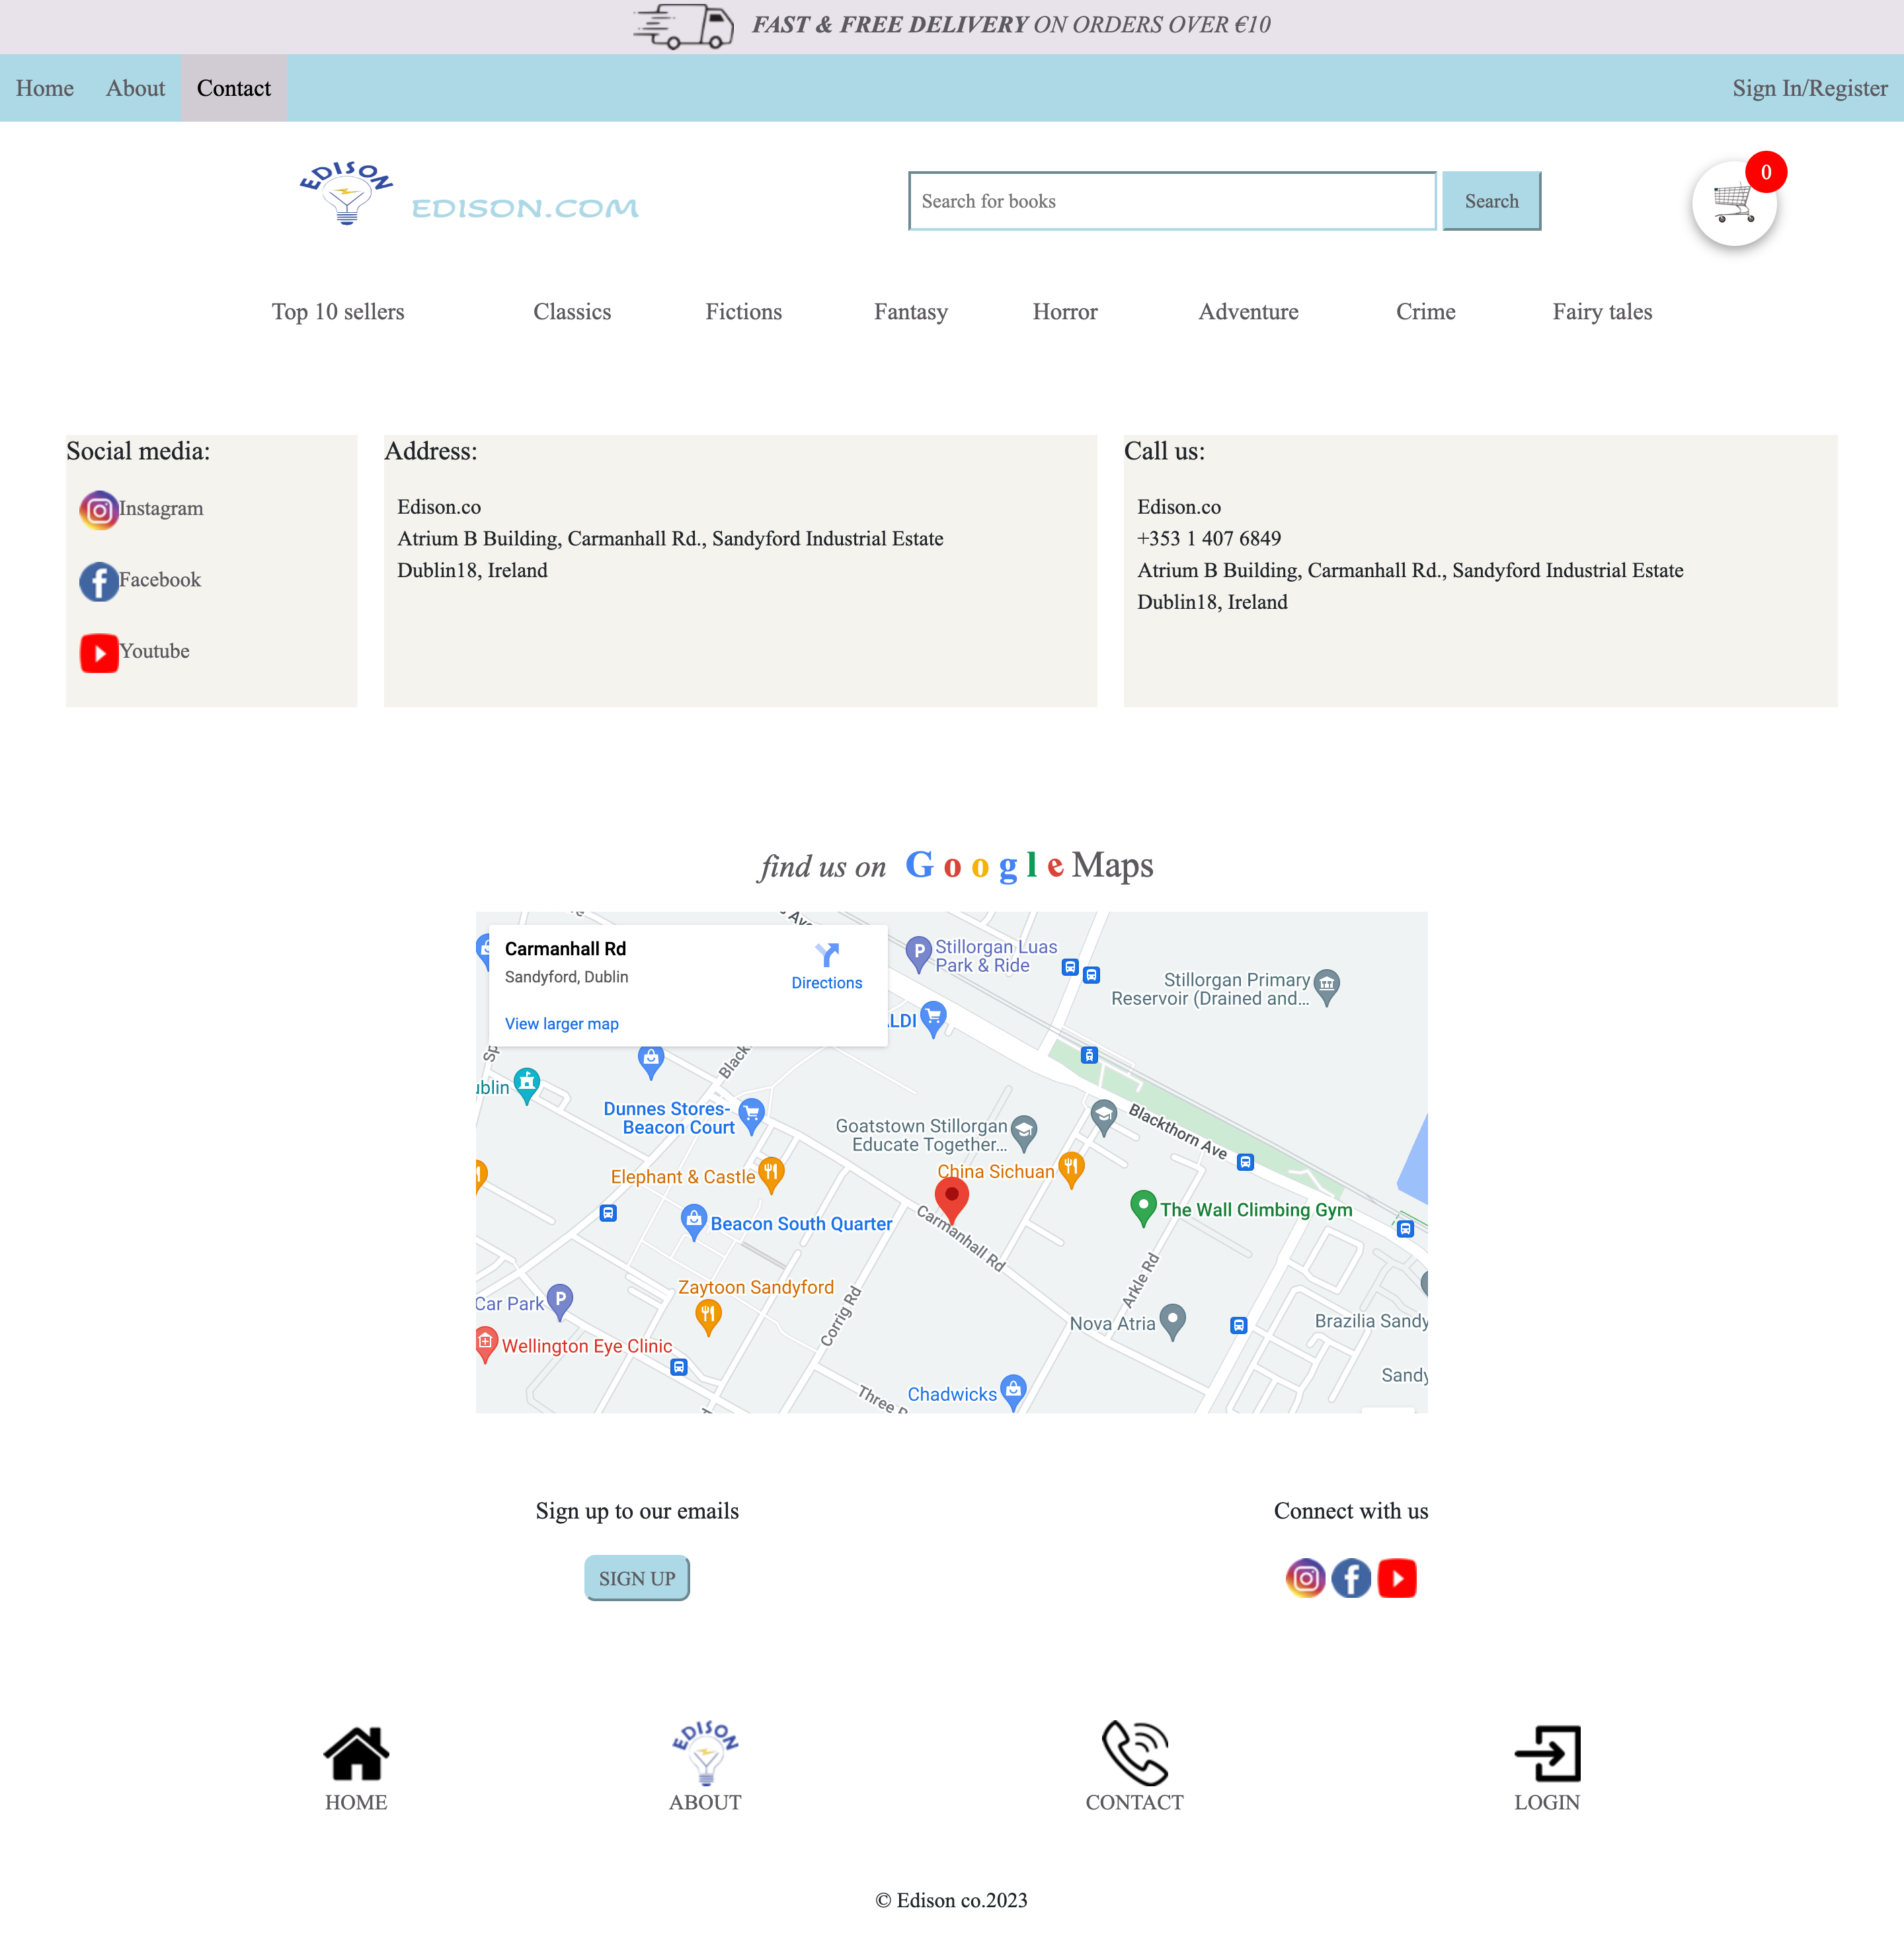 FAST & FREE DELIVERY ON ORDERS OVER €10
Home About Contact Sign In/Register
EDISON
EDISON.COM
Search for books
Search
0
Top 10 sellers Classics Fictions Fantasy Horror Adventure Crime Fairy tales
Social media:
Instagram
Facebook
Youtube
Address:
Edison.co
Atrium B Building, Carmanhall Rd., Sandyford Industrial Estate
Dublin18, Ireland
Call us:
Edison.co
+353 1 407 6849
Atrium B Building, Carmanhall Rd., Sandyford Industrial Estate
Dublin18, Ireland
find us on Google Maps
Carmanhall Rd
Sandyford, Dublin
Directions
View larger map
Stillorgan Luas
Park & Ride
Stillorgan Primary
Reservoir (Drained and...
LDI
Sp
Black
ublin
Dunnes Stores-
Beacon Court
Goatstown Stillorgan
Educate Together...
Blackthorn Ave
China Sichuan
Elephant & Castle
The Wall Climbing Gym
Beacon South Quarter
Carmanhall Rd
Arkle Rd
Zaytoon Sandyford
Car Park
P
Corrig Rd
Nova Atria
Brazilia Sandy
Wellington Eye Clinic
Sandy
Chadwicks
Three
Sign up to our emails
SIGN UP
Connect with us
HOME
EDISON
ABOUT
CONTACT
LOGIN
© Edison co.2023